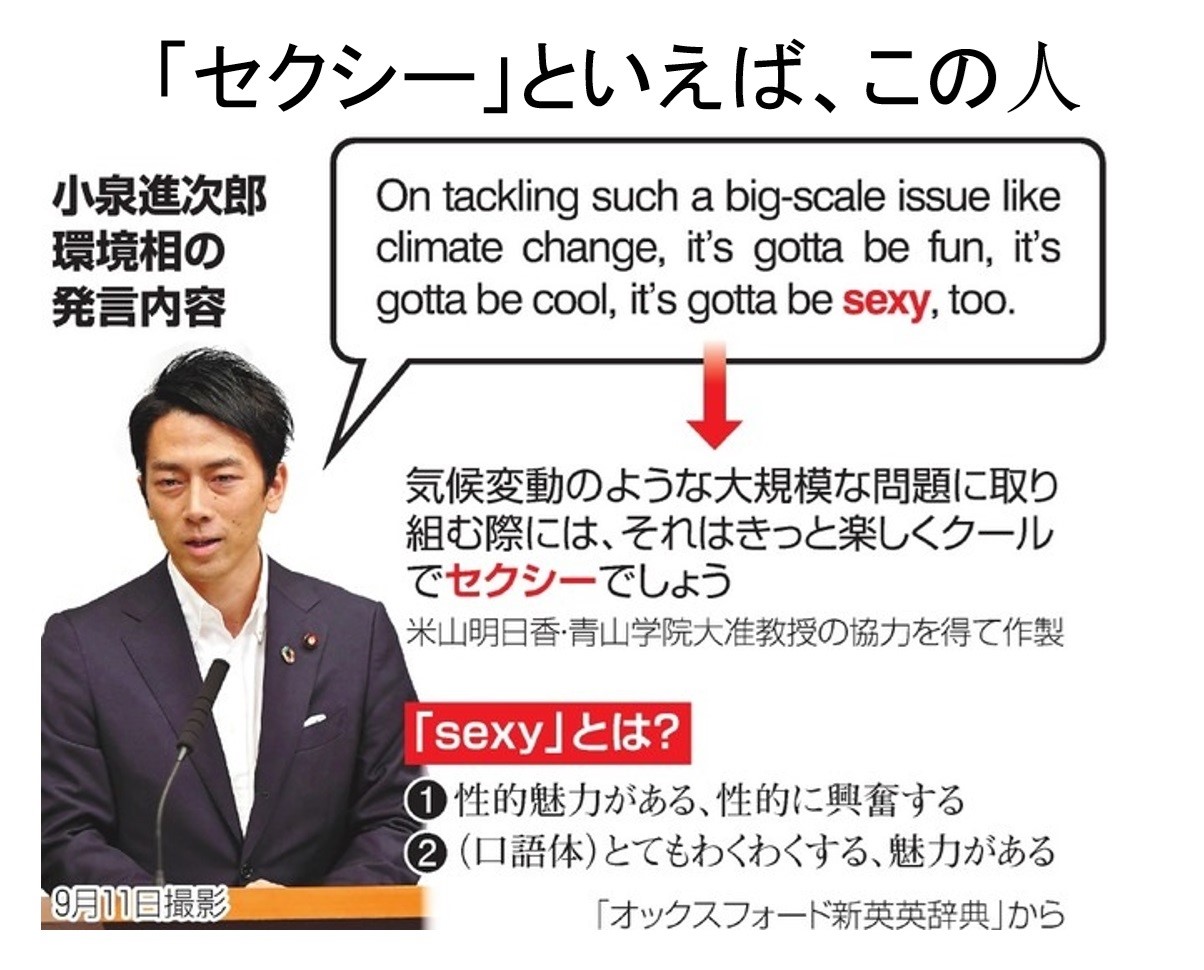 「セクシー」といえば、この人
小泉進次郎
環境相の
発言内容
On tackling such a big-scale issue like
climate change, it's gotta be fun, it's
gotta be cool, it's gotta be sexy, too.
気候変動のような大規模な問題に取り
組む際には、それはきっと楽しくクール
でセクシーでしょう
米山明日香・青山学院大准教授の協力を得て作製
「sexy」とは?
❶性的魅力がある、性的に興奮する
❷（口語体）とてもわくわくする、魅力がある
「オックスフォード新英英辞典」から
9月11日撮影